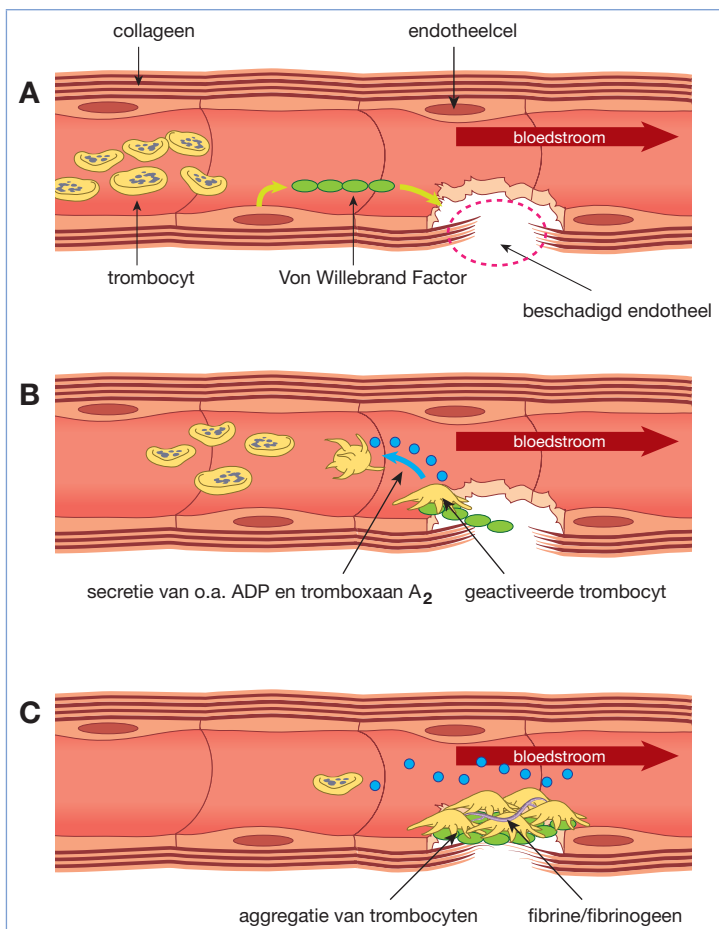 collageen
endotheelcel
A
bloedstroom
trombocyt
Von Willebrand Factor
beschadigd endotheel
B
bloedstroom
secretie van o.a. ADP en tromboxaan A₂
geactiveerde trombocyt
C
bloedstroom
aggregatie van trombocyten
fibrine/fibrinogeen